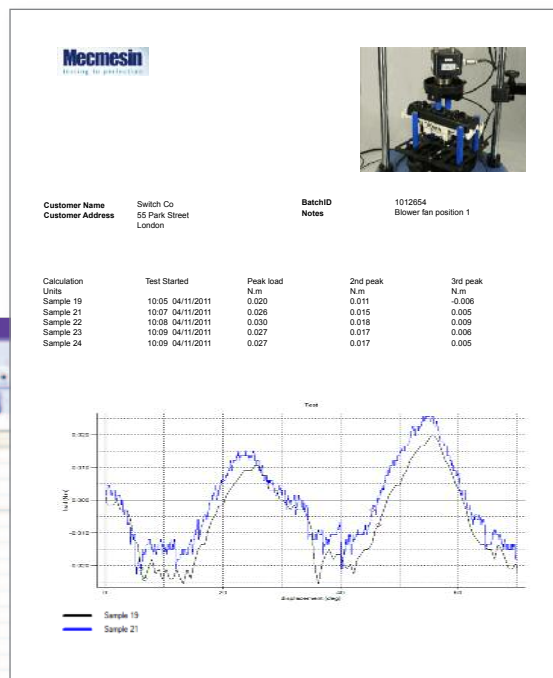 Mecmesin
testing to perfection
Customer Name Switch Co
Customer Address 55 Park Street
London
BatchID 1012654
Notes Blower fan position 1
Calculation Test Started Peak load 2nd peak 3rd peak
Units N.m N.m N.m
Sample 19 10:05 04/11/2011 0.020 0.011 -0.006
Sample 21 10:07 04/11/2011 0.026 0.015 0.005
Sample 22 10:08 04/11/2011 0.030 0.018 0.009
Sample 23 10:09 04/11/2011 0.027 0.017 0.006
Sample 24 10:09 04/11/2011 0.027 0.017 0.005
Test
Displacement (deg)
Sample 19
Sample 21